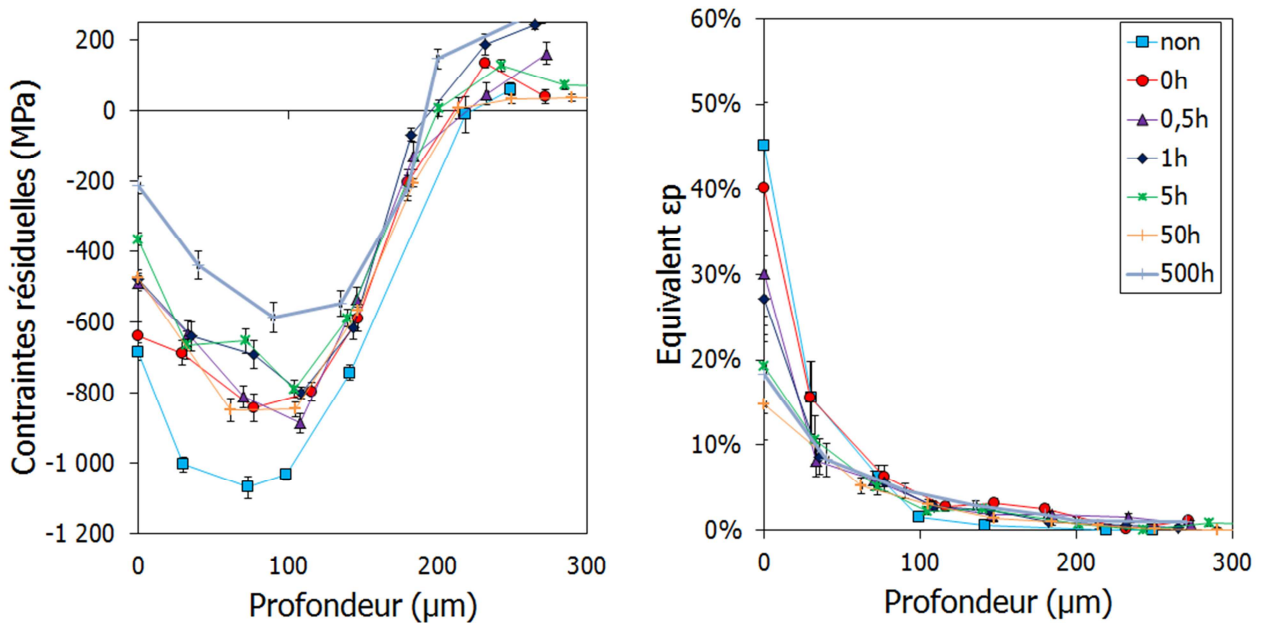 Contraintes résiduelles (MPa)
200
0
-200
-400
-600
-800
-1 000
-1 200
0
100
200
300
Profondeur (µm)
Equivalent εp
60%
50%
40%
30%
20%
10%
0%
0
100
200
300
Profondeur (µm)
non
0h
0,5h
1h
5h
50h
500h